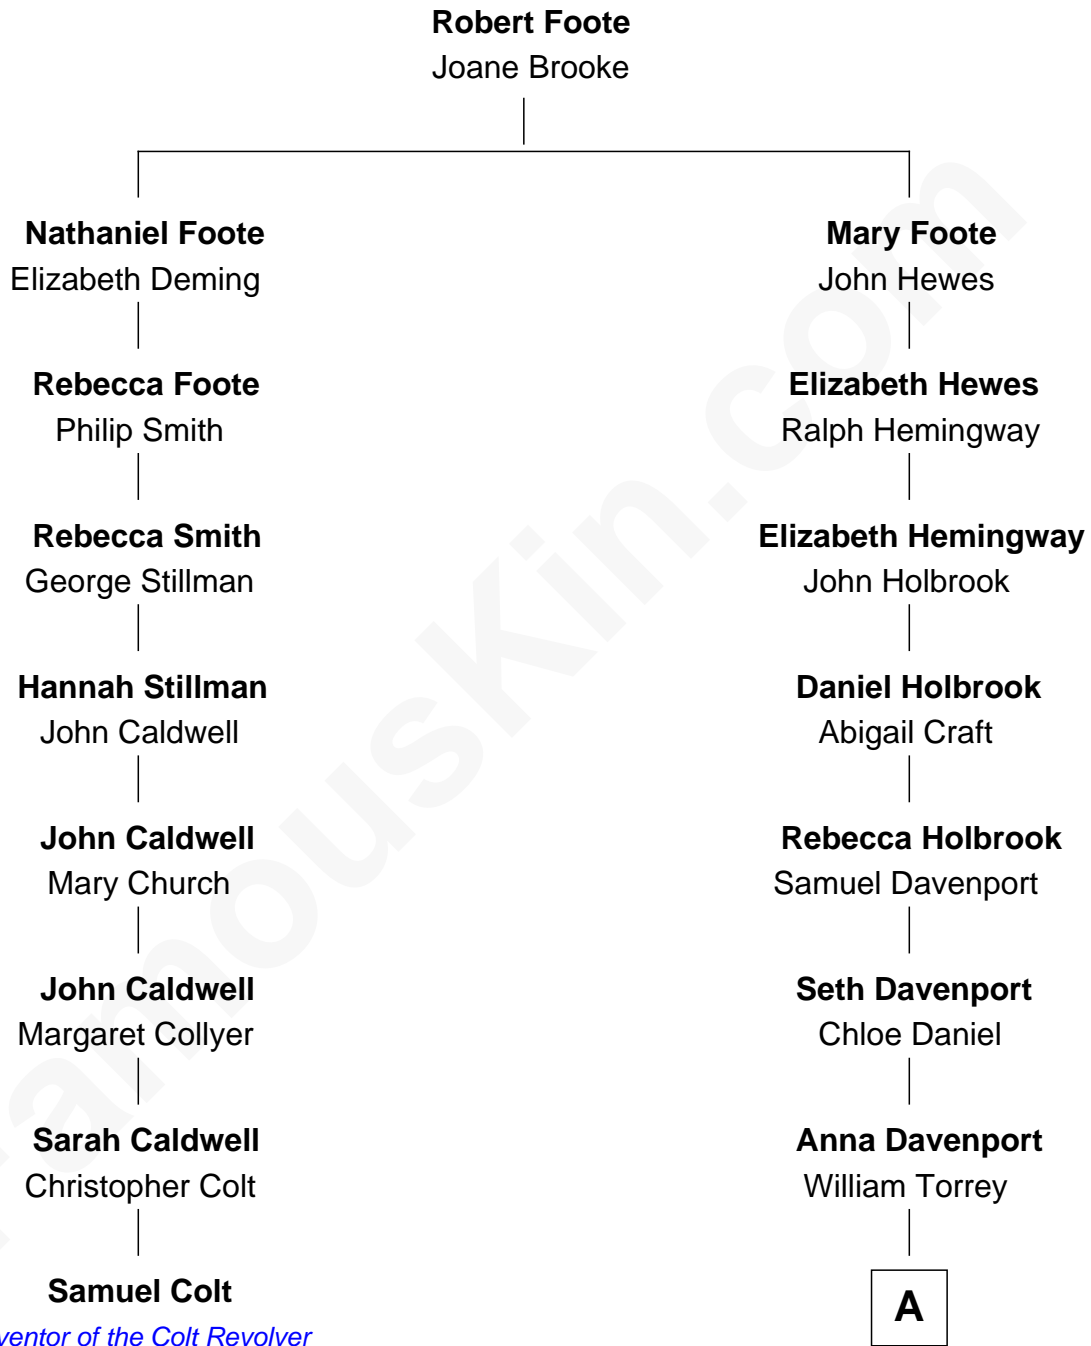 Robert Foote
Joane Brooke
Nathaniel Foote
Elizabeth Deming
Rebecca Foote
Philip Smith
Rebecca Smith
George Stillman
Hannah Stillman
John Caldwell
John Caldwell
Mary Church
John Caldwell
Margaret Collyer
Sarah Caldwell
Christopher Colt
Samuel Colt
ventor of the Colt Revolver
Mary Foote
John Hewes
Elizabeth Hewes
Ralph Hemingway
Elizabeth Hemingway
John Holbrook
Daniel Holbrook
Abigail Craft
Rebecca Holbrook
Samuel Davenport
Seth Davenport
Chloe Daniel
Anna Davenport
William Torrey
A
FamousKin.com